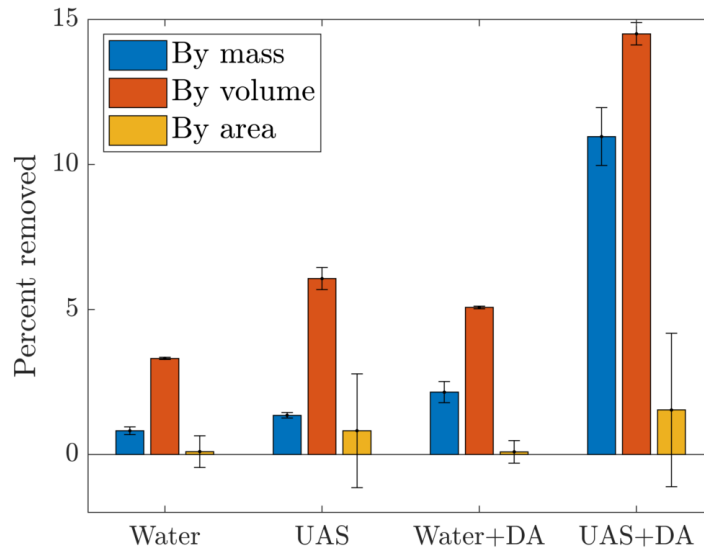 15
By mass
By volume
By area
10
5
0
Percent removed
Water UAS Water+DA UAS+DA